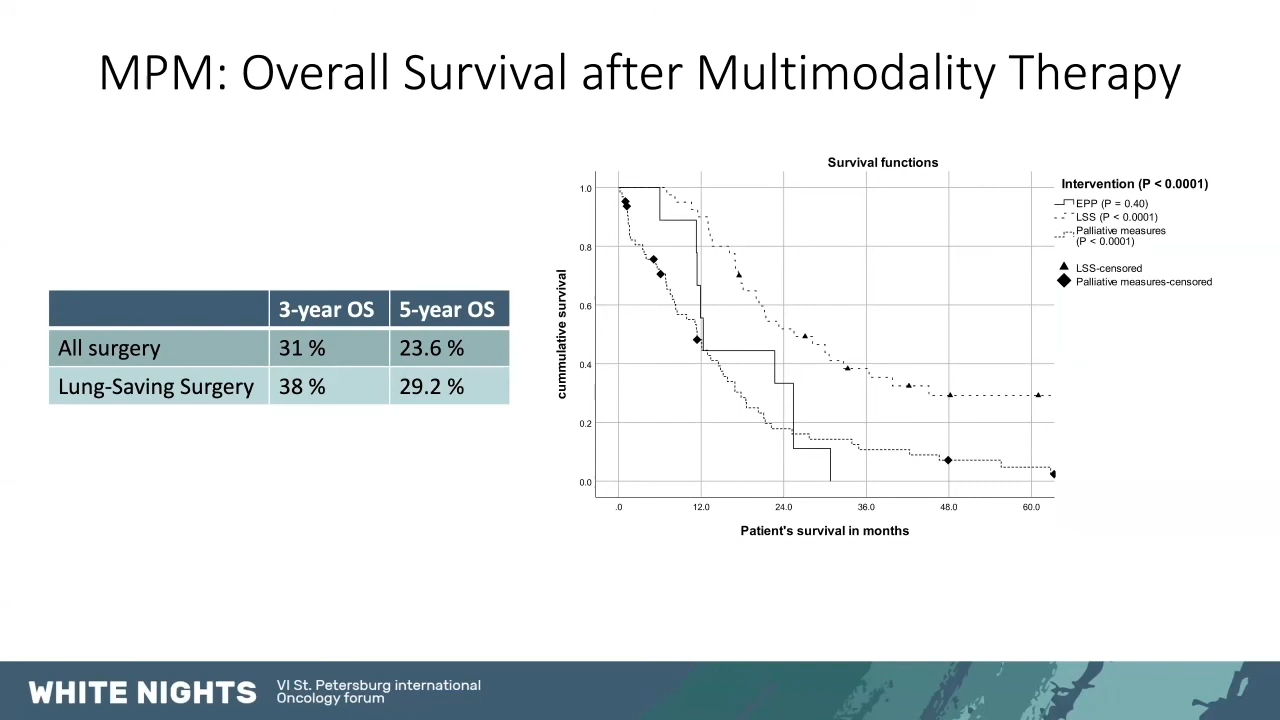 MPM: Overall Survival after Multimodality Therapy
3-year OS 5-year OS
All surgery 31 % 23.6 %
Lung-Saving Surgery 38 % 29.2 %
Survival functions
cummulative survival
1.0
0.8
0.6
0.4
0.2
0.0
.0 12.0 24.0 36.0 48.0 60.0
Patient's survival in months
Intervention (P < 0.0001)
EPP (P = 0.40)
LSS (P < 0.0001)
Palliative measures
(P < 0.0001)
LSS-censored
Palliative measures-censored
WHITE NIGHTS
VI St. Petersburg international
Oncology forum